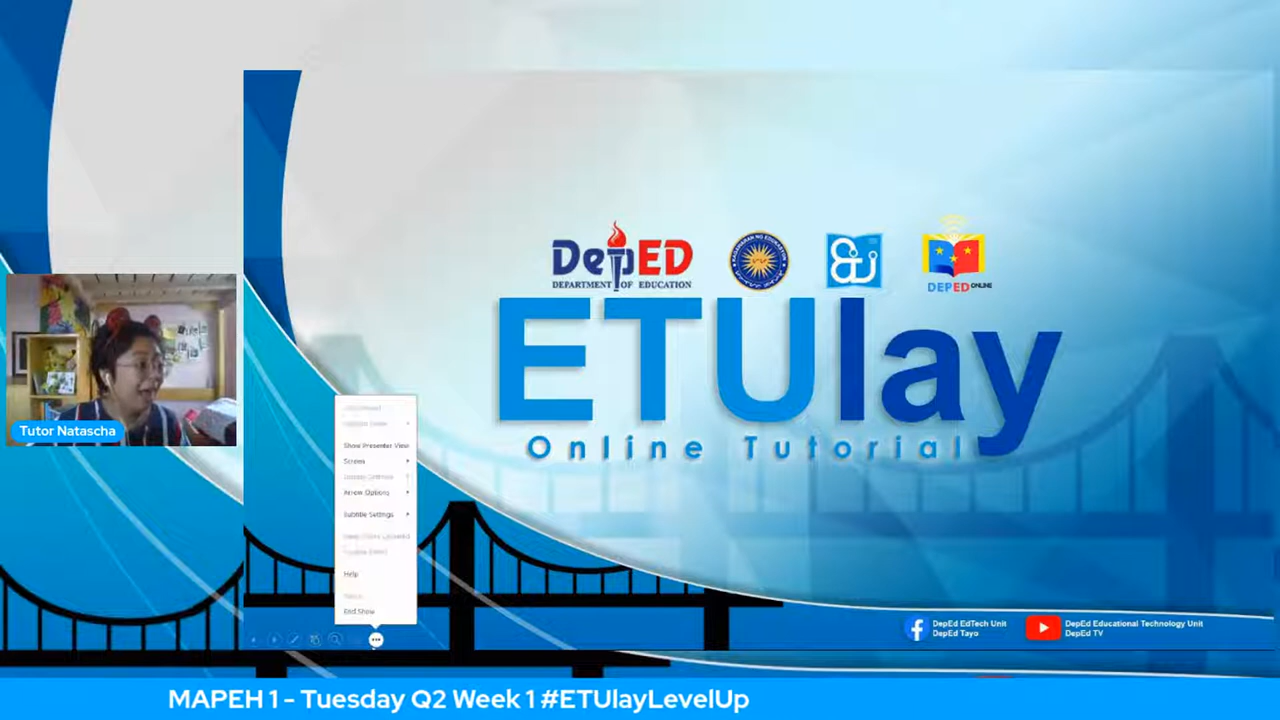 DepED
DEPARTMENT OF EDUCATION
DEPED ONLINE
ETUlay
Online Tutorial
Tutor Natascha
Show Presenter View
Screen
Arrow Options
Subtitle Settings
Help
End Show
DepEd EdTech Unit
DepEd Tayo
DepEd Educational Technology Unit
DepEd TV
MAPEH 1 - Tuesday Q2 Week 1 #ETUlayLevelUp